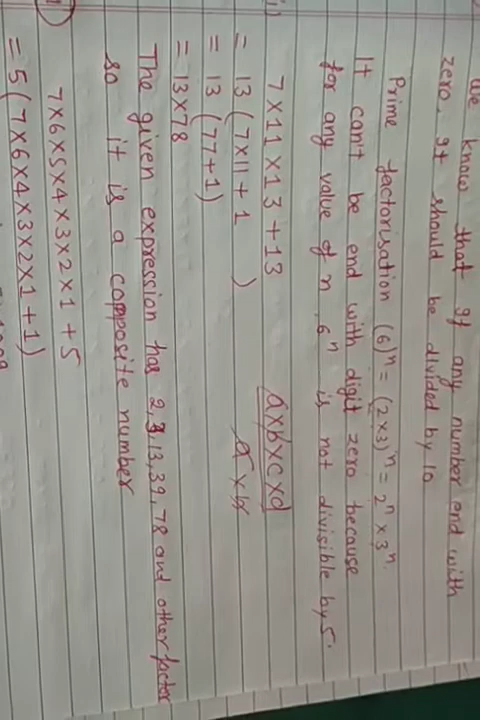 We know that if any number end with
zero, It should be divided by 10
Prime factorisation (6)ⁿ = (2×3)ⁿ = 2ⁿ × 3ⁿ.
It can't be end with digit zero because
for any value of n 6ⁿ is not divisible by 5.
7×11×13+13
= 13 (7×11+1)
= 13 (77+1)
= 13×78
a×b×c×d
a×b
The given expression has 2,3,13,39,78 and other factor
so it is a composite number
7×6×5×4×3×2×1+5
= 5(7×6×4×3×2×1+1)